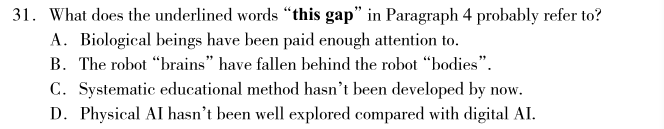 31. What does the underlined words “this gap” in Paragraph 4 probably refer to?
A. Biological beings have been paid enough attention to.
B. The robot “brains” have fallen behind the robot “bodies”.
C. Systematic educational method hasn’t been developed by now.
D. Physical AI hasn’t been well explored compared with digital AI.